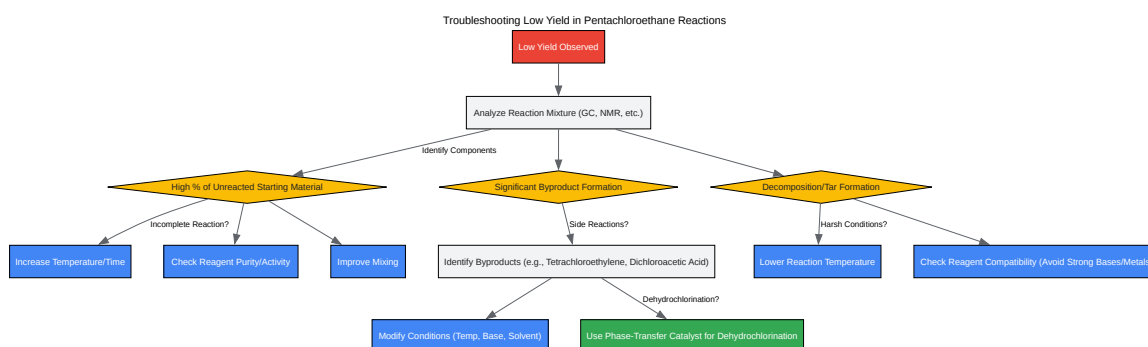 Troubleshooting Low Yield in Pentachloroethane Reactions
Low Yield Observed
Analyze Reaction Mixture (GC, NMR, etc.)
Identify Components
High % of Unreacted Starting Material
Significant Byproduct Formation
Decomposition/Tar Formation
Incomplete Reaction?
Side Reactions?
Harsh Conditions?
Increase Temperature/Time
Check Reagent Purity/Activity
Improve Mixing
Identify Byproducts (e.g., Tetrachloroethylene, Dichloroacetic Acid)
Lower Reaction Temperature
Check Reagent Compatibility (Avoid Strong Bases/Metals
Dehydrochlorination?
Modify Conditions (Temp, Base, Solvent)
Use Phase-Transfer Catalyst for Dehydrochlorination